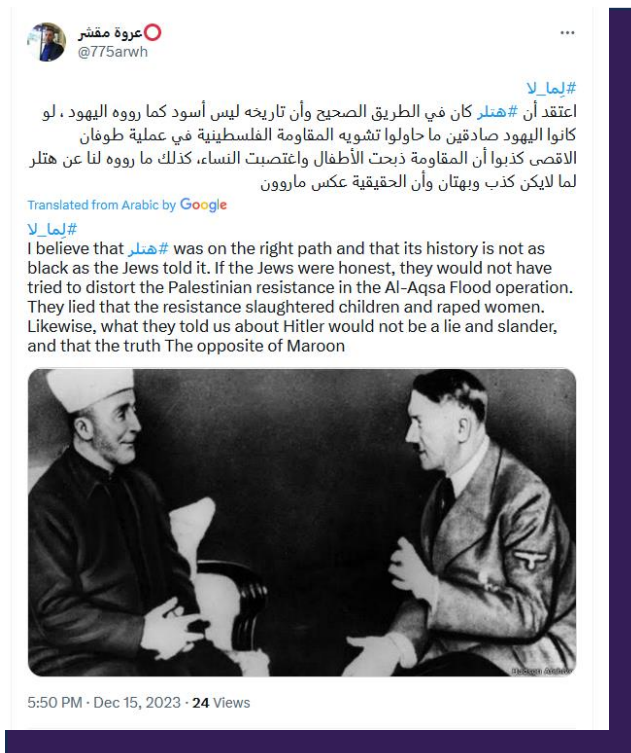 عروة مقشر⭕
@775arwh
#لِما_لا
اعتقد أن #هتلر كان في الطريق الصحيح وأن تاريخه ليس أسود كما رووه اليهود ، لو
كانوا اليهود صادقين ما حاولوا تشويه المقاومة الفلسطينية في عملية طوفان
الاقصى كذبوا أن المقاومة ذبحت الأطفال واغتصبت النساء، كذلك ما رووه لنا عن هتلر
لما لايكن كذب وبهتان وأن الحقيقية عكس ماروون
Translated from Arabic by Google
#لِما_لا
I believe that #هتلر was on the right path and that its history is not as
black as the Jews told it. If the Jews were honest, they would not have
tried to distort the Palestinian resistance in the Al-Aqsa Flood operation.
They lied that the resistance slaughtered children and raped women.
Likewise, what they told us about Hitler would not be a lie and slander,
and that the truth The opposite of Maroon
5:50 PM · Dec 15, 2023 · 24 Views